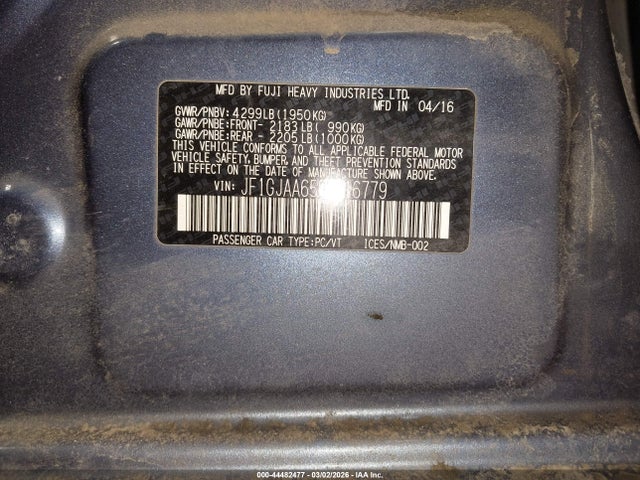 MFD BY FUJI HEAVY INDUSTRIES LTD.
MFD IN 04/16
GVWR/PNBV: 4299LB(1950KG)
GAWR/PNBE:FRONT- 2183LB( 990KG)
GAWR/PNBE:REAR - 2205LB(1000KG)
THIS VEHICLE CONFORMS TO ALL APPLICABLE FEDERAL MOTOR
VEHICLE SAFETY, BUMPER, AND THEFT PREVENTION STANDARDS
IN EFFECT ON THE DATE OF MANUFACTURE SHOWN ABOVE.
VIN:
PASSENGER CAR TYPE:PC/VT ICES/NMB-002
000-44482477 - 03/02/2026 - IAA Corp.